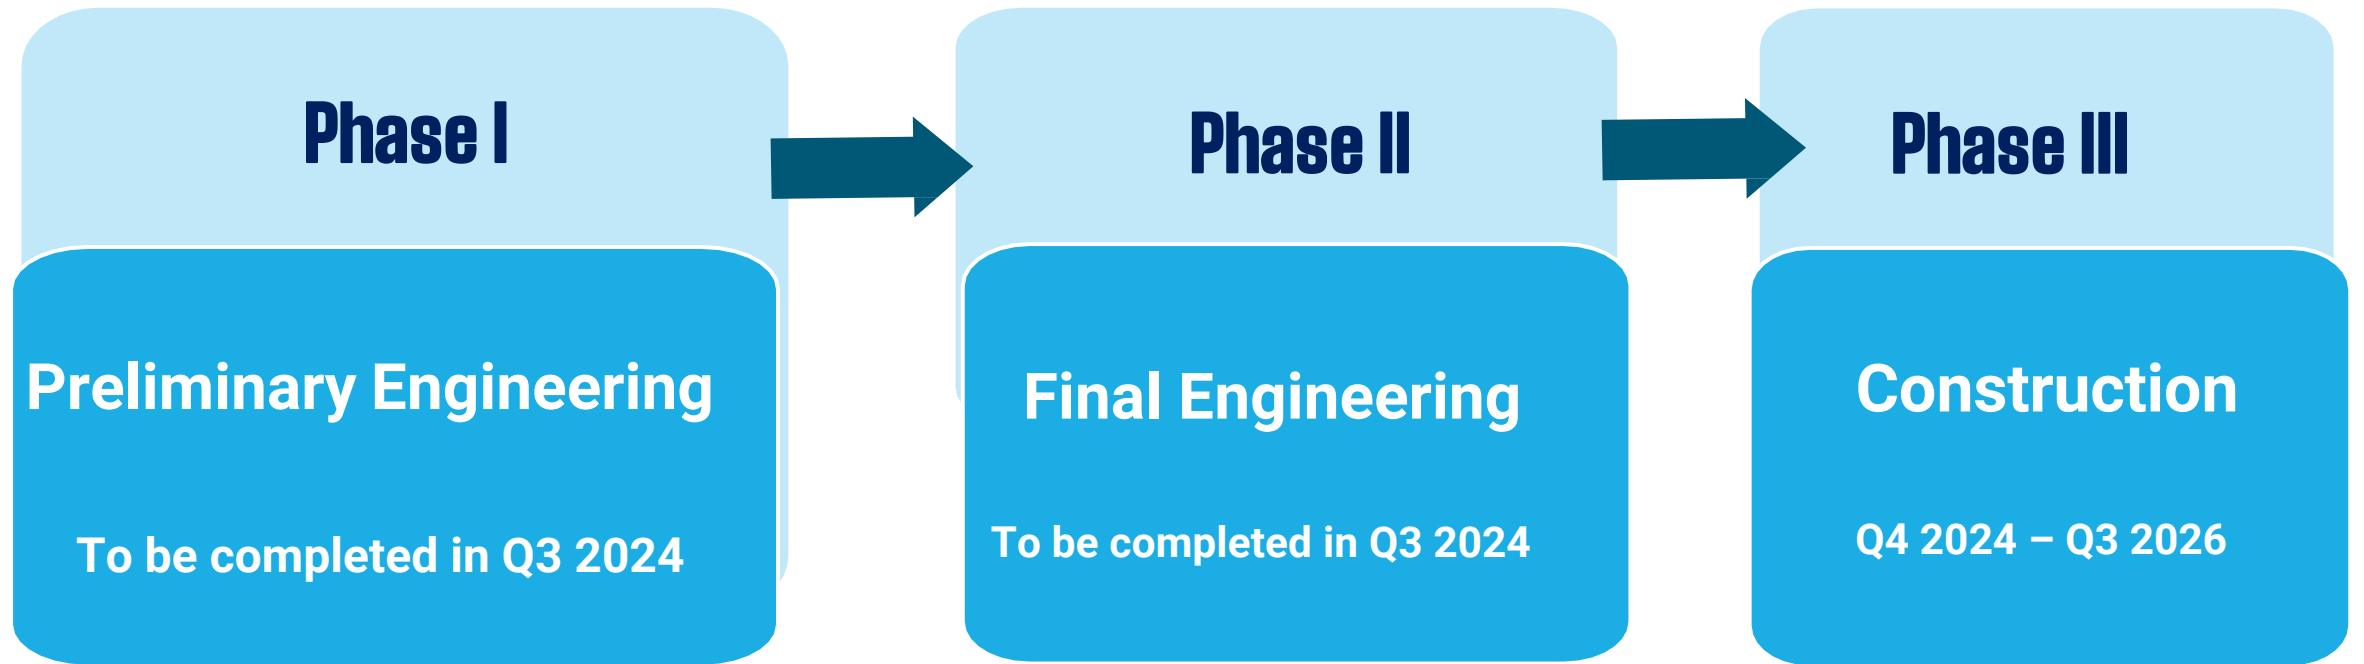 Phase I
Preliminary Engineering
To be completed in Q3 2024
Phase II
Final Engineering
To be completed in Q3 2024
Phase III
Construction
Q4 2024 – Q3 2026